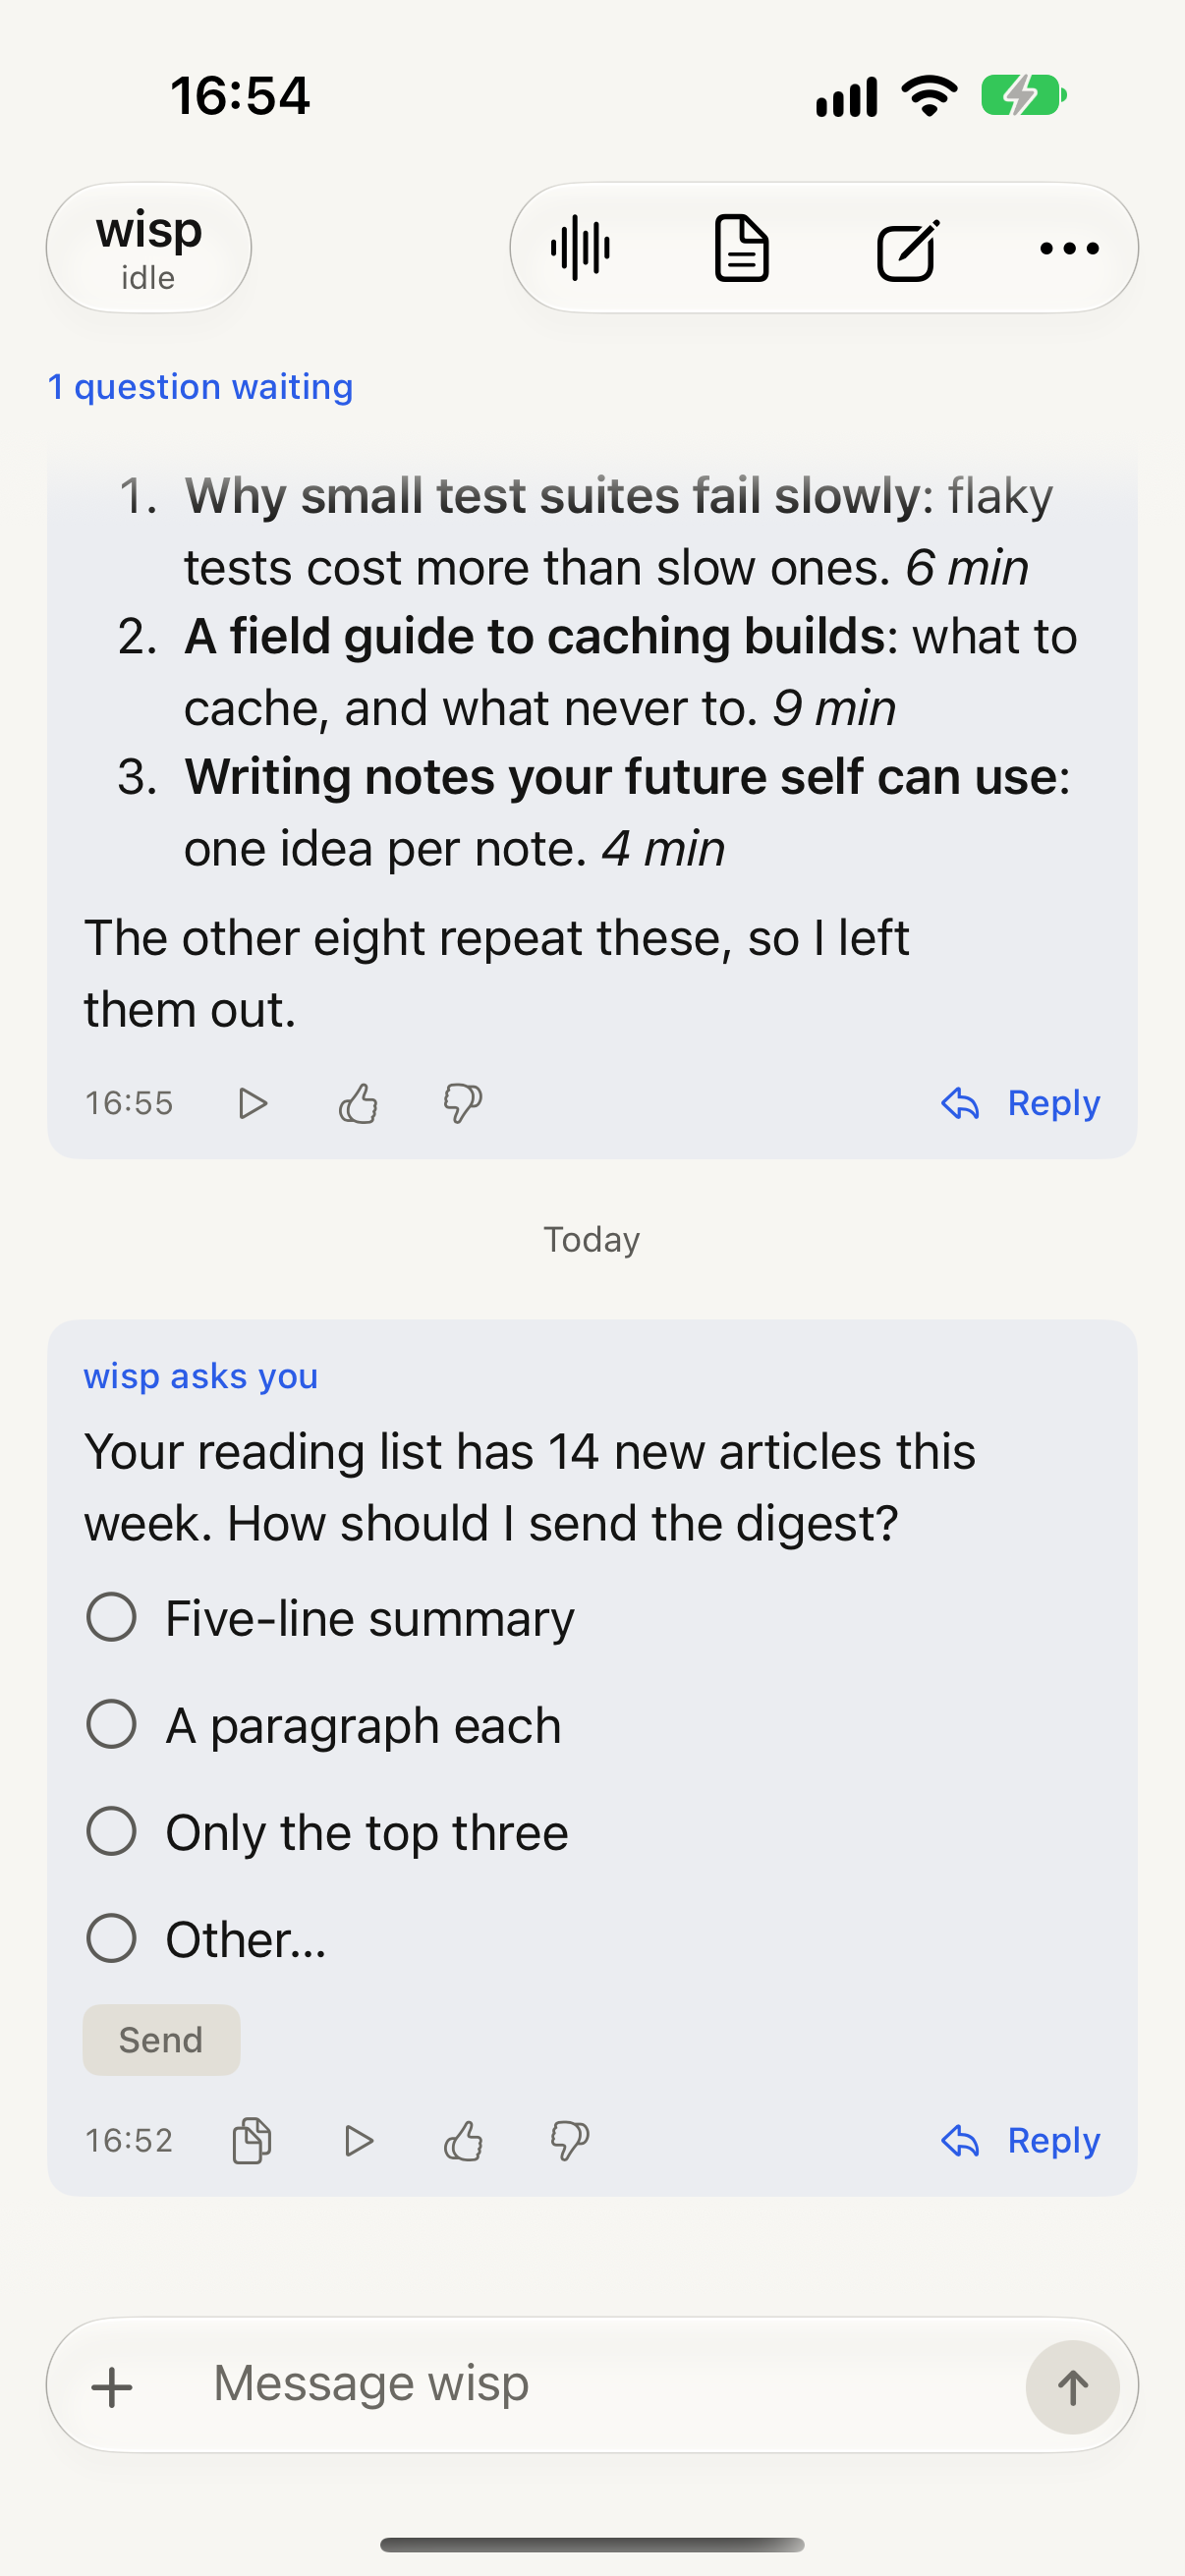 16:54
wisp
idle
1 question waiting
1. Why small test suites fail slowly: flaky
tests cost more than slow ones. 6 min
2. A field guide to caching builds: what to
cache, and what never to. 9 min
3. Writing notes your future self can use:
one idea per note. 4 min
The other eight repeat these, so I left
them out.
16:55
Reply
Today
wisp asks you
Your reading list has 14 new articles this
week. How should I send the digest?
Five-line summary
A paragraph each
Only the top three
Other...
Send
16:52
Reply
Message wisp